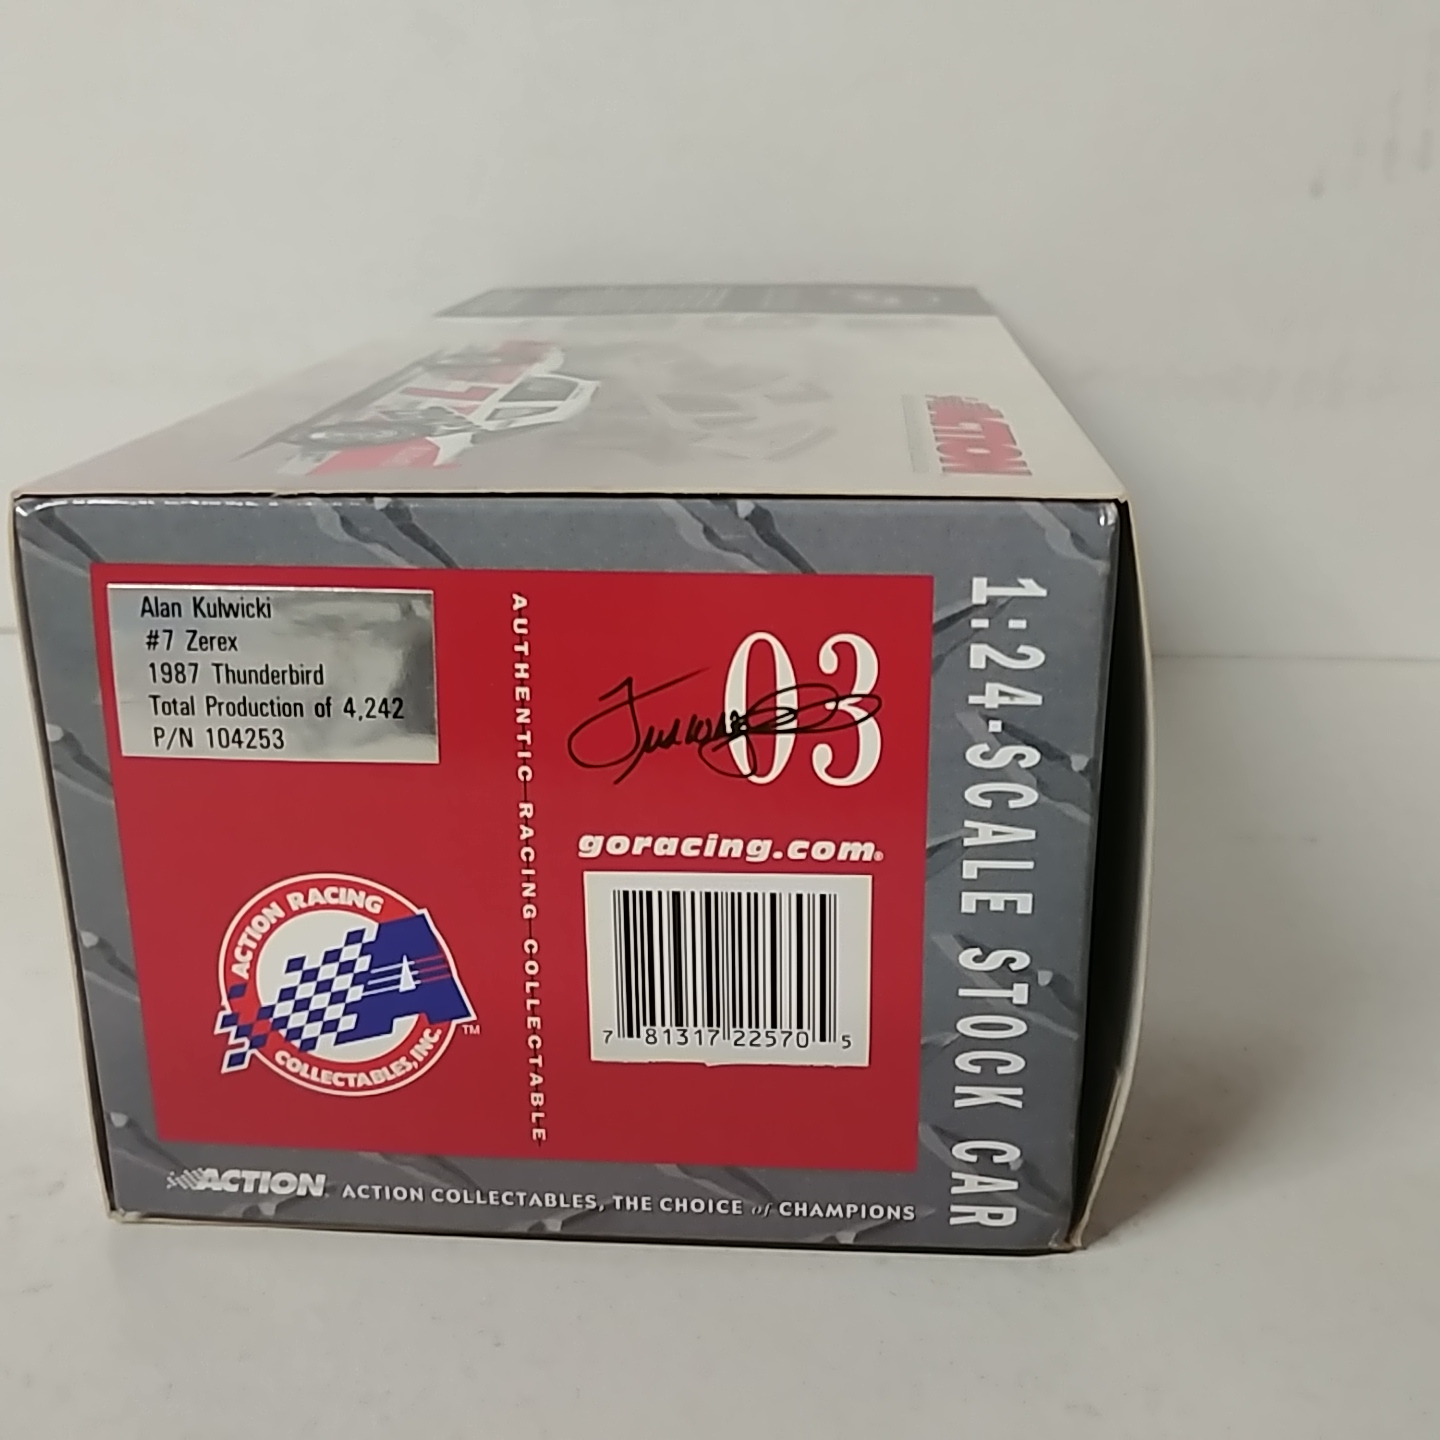 ACTION
Alan Kulwicki
#7 Zerex
1987 Thunderbird
Total Production of 4,242
P/N 104253
AUTHENTIC RACING COLLECTABLE
03
goracing.com®
7 81317 22570 5
ACTION RACING
COLLECTABLES, INC.
TM
1:24-SCALE STOCK CAR
ACTION
ACTION COLLECTABLES, THE CHOICE of CHAMPIONS